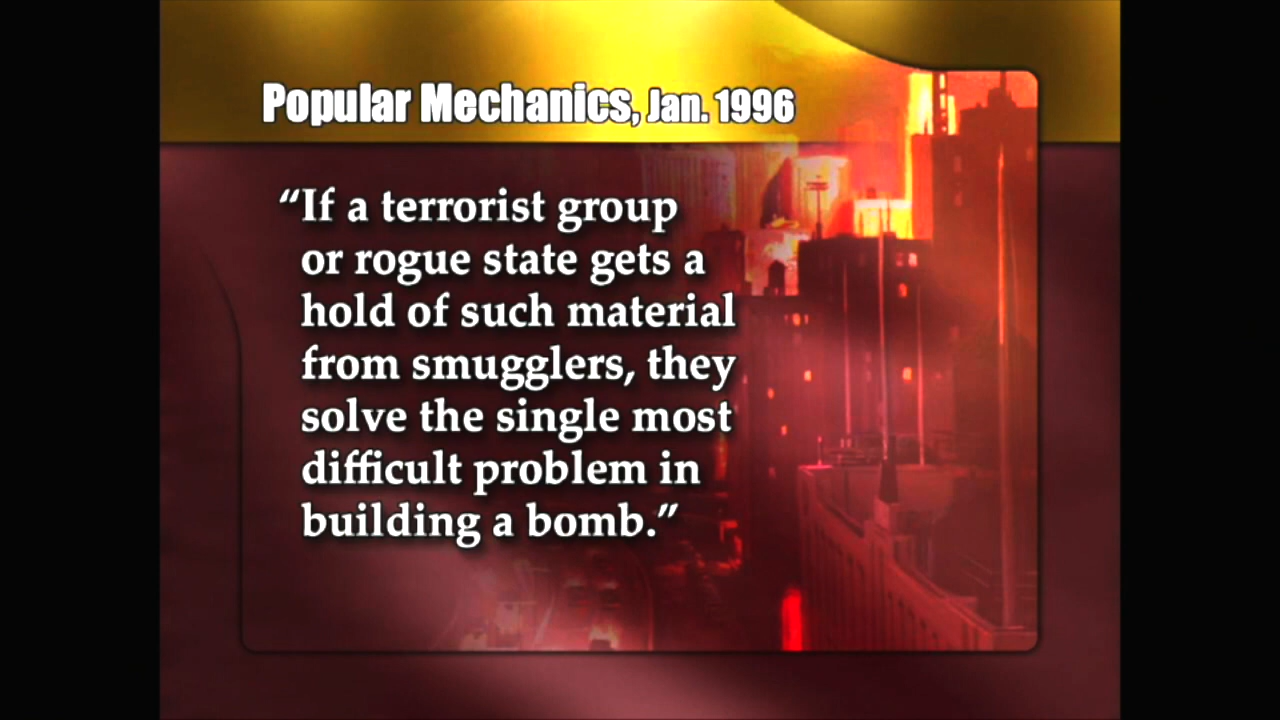 Popular Mechanics, Jan. 1996
“If a terrorist group
or rogue state gets a
hold of such material
from smugglers, they
solve the single most
difficult problem in
building a bomb.”